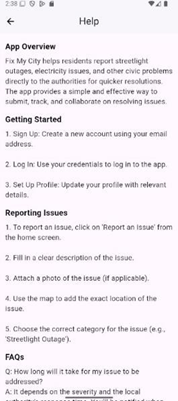 2:38
Help
App Overview
Fix My City helps residents report streetlight
outages, electricity issues, and other civic problems
directly to the authorities for quicker resolutions.
The app provides a simple and effective way to
submit, track, and collaborate on resolving issues.
Getting Started
1. Sign Up: Create a new account using your email
address.
2. Log In: Use your credentials to log in to the app.
3. Set Up Profile: Update your profile with relevant
details.
Reporting Issues
1. To report an issue, click on 'Report an Issue' from
the home screen.
2. Fill in a clear description of the issue.
3. Attach a photo of the issue (if applicable).
4. Use the map to add the exact location of the
issue.
5. Choose the correct category for the issue (e.g.,
'Streetlight Outage').
FAQs
Q: How long will it take for my issue to be
addressed?
A: It depends on the severity and the local